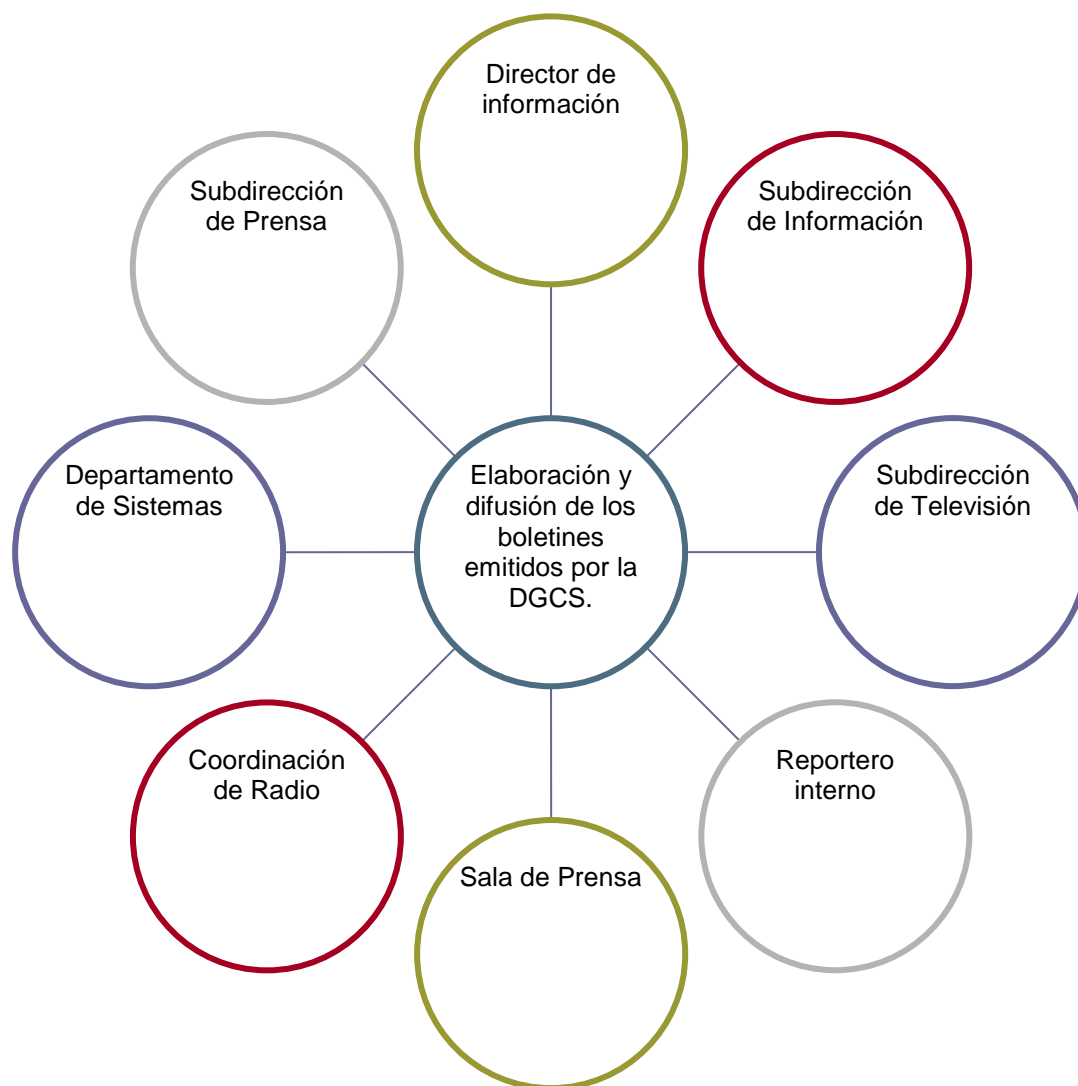 Director de
información
Subdirección
de Prensa
Subdirección
de Información
Departamento
de Sistemas
Elaboración y
difusión de los
boletines
emitidos por la
DGCS.
Subdirección
de Televisión
Coordinación
de Radio
Reportero
interno
Sala de Prensa